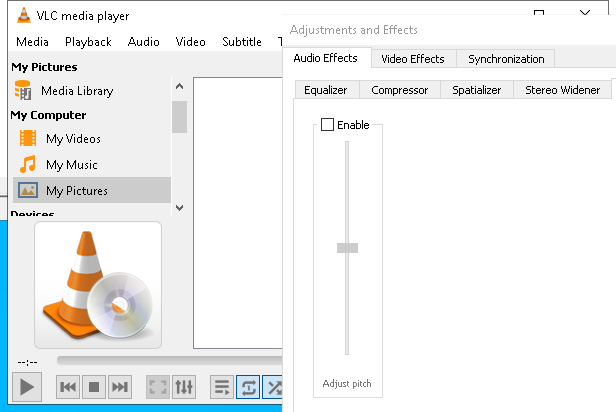 VLC media player
Media Playback Audio Video Subtitle
My Pictures
Media Library
My Computer
My Videos
My Music
My Pictures
Devices
--:--
Adjustments and Effects
Audio Effects Video Effects Synchronization
Equalizer Compressor Spatializer Stereo Widener
Enable
Adjust pitch